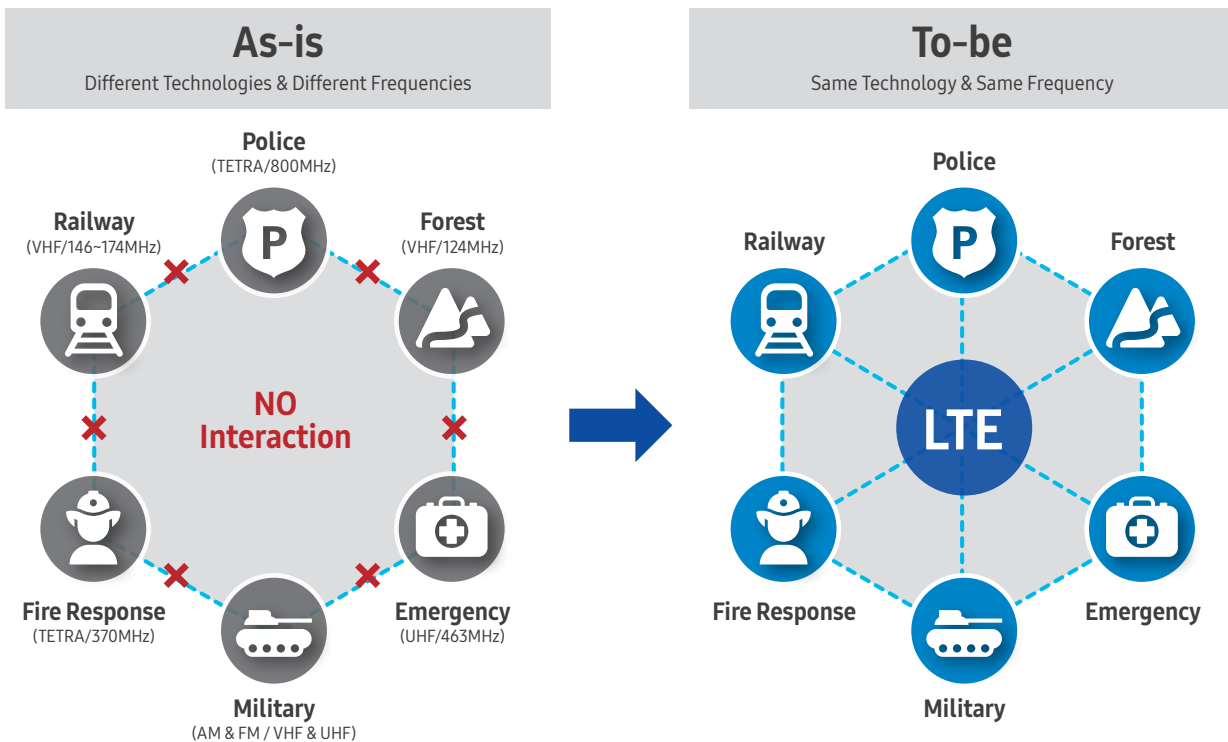 As-is
Different Technologies & Different Frequencies
Police
(TETRA/800MHz)
Railway
(VHF/146~174MHz)
Forest
(VHF/124MHz)
P
NO
Interaction
Fire Response
(TETRA/370MHz)
Emergency
(UHF/463MHz)
Military
(AM & FM / VHF & UHF)
To-be
Same Technology & Same Frequency
Police
Railway
Forest
P
LTE
Fire Response
Emergency
Military